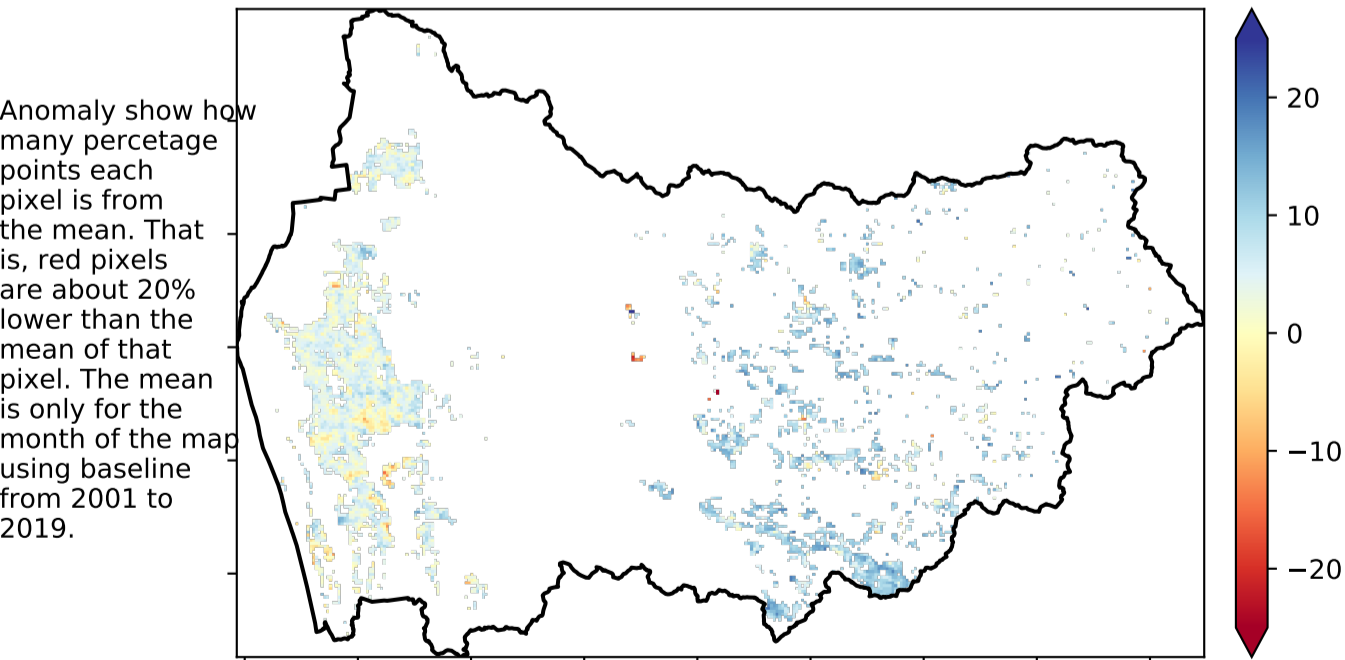 Anomaly show how
many percetage
points each
pixel is from
the mean. That
is, red pixels
are about 20%
lower than the
mean of that
pixel. The mean
is only for the
month of the map
using baseline
from 2001 to
2019.
20
10
0
−10
−20